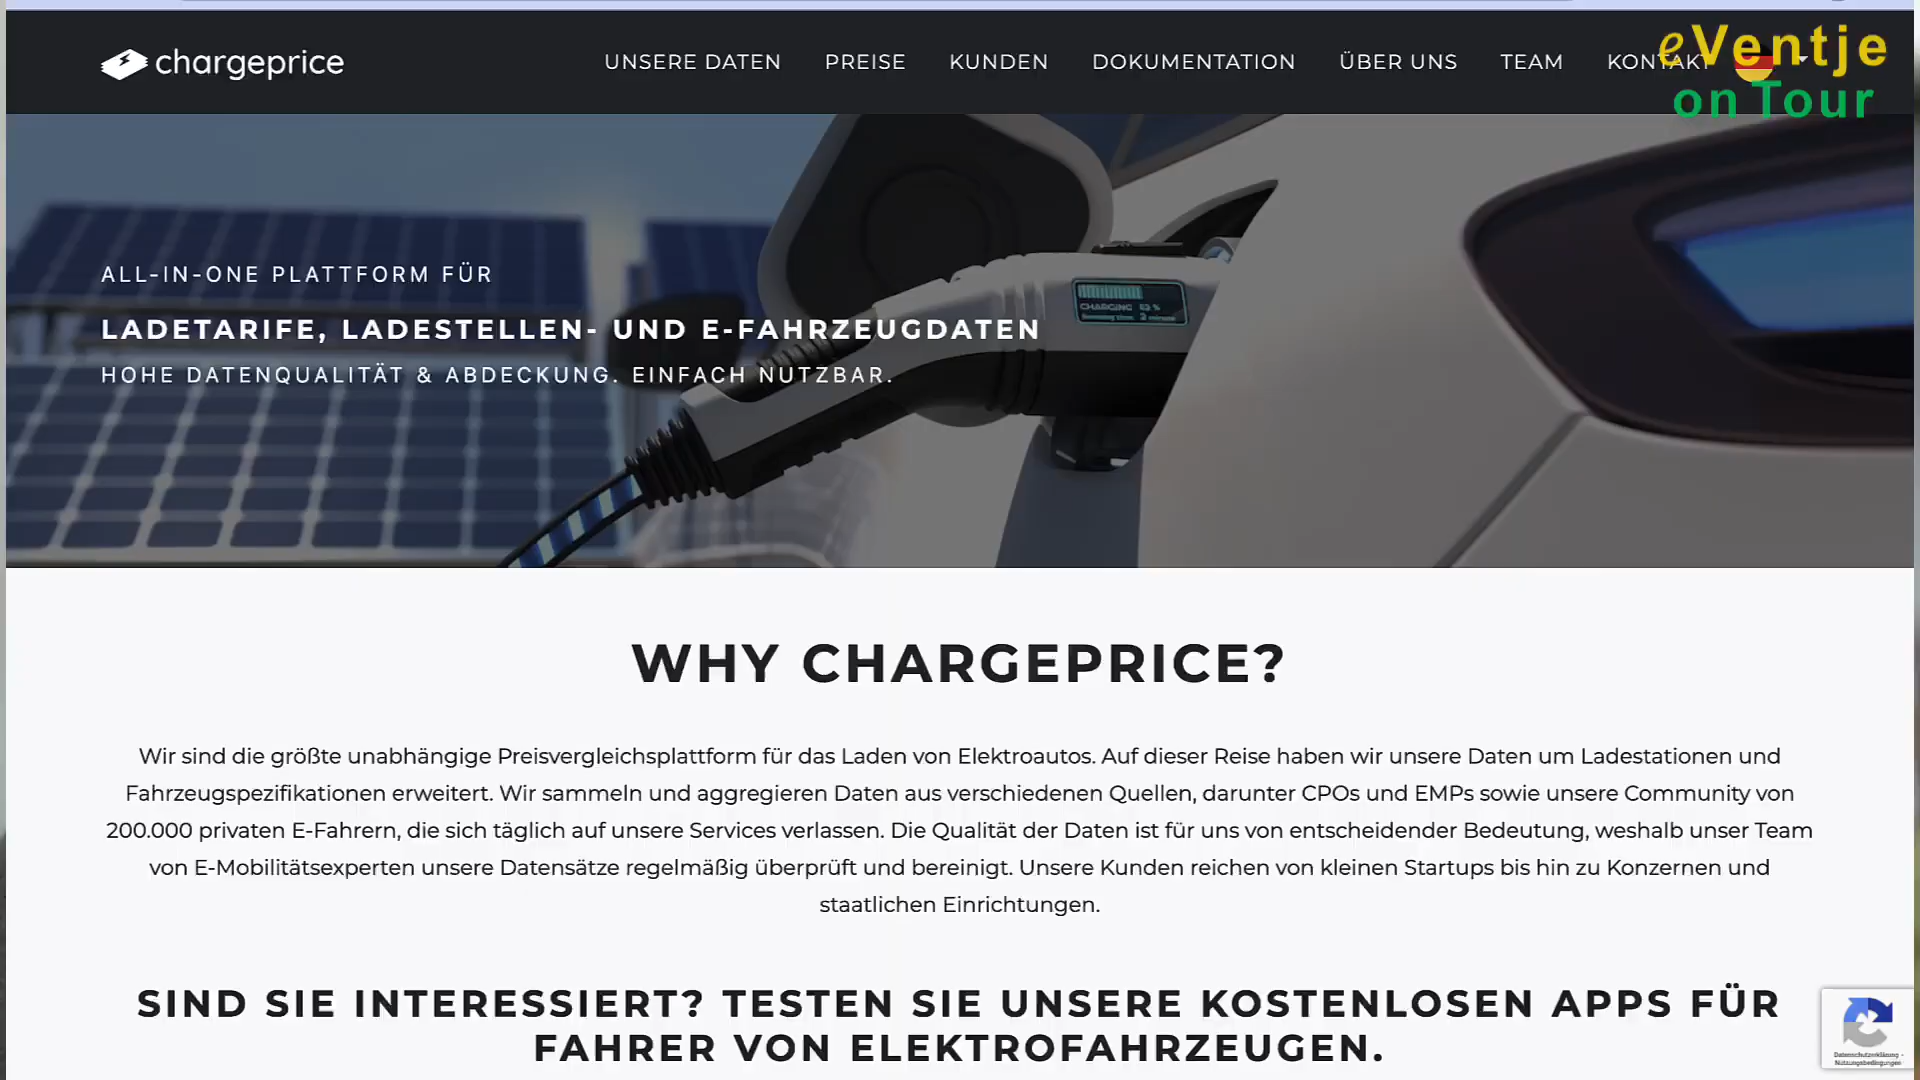 chargeprice
UNSERE DATEN
PREISE
KUNDEN
DOKUMENTATION
ÜBER UNS
TEAM
KONTAKT
eVentje
on Tour
ALL-IN-ONE PLATTFORM FÜR
LADETARIFE, LADESTELLEN- UND E-FAHRZEUGDATEN
HOHE DATENQUALITÄT & ABDECKUNG. EINFACH NUTZBAR.
CHARGING 62 %
WHY CHARGEPRICE?
Wir sind die größte unabhängige Preisvergleichsplattform für das Laden von Elektroautos. Auf dieser Reise haben wir unsere Daten um Ladestationen und
Fahrzeugspezifikationen erweitert. Wir sammeln und aggregieren Daten aus verschiedenen Quellen, darunter CPOs und EMPs sowie unsere Community von
200.000 privaten E-Fahrern, die sich täglich auf unsere Services verlassen. Die Qualität der Daten ist für uns von entscheidender Bedeutung, weshalb unser Team
von E-Mobilitätsexperten unsere Datensätze regelmäßig überprüft und bereinigt. Unsere Kunden reichen von kleinen Startups bis hin zu Konzernen und
staatlichen Einrichtungen.
SIND SIE INTERESSIERT? TESTEN SIE UNSERE KOSTENLOSEN APPS FÜR
FAHRER VON ELEKTROFAHRZEUGEN.
Datenschutzerklärung -
Nutzungsbedingungen